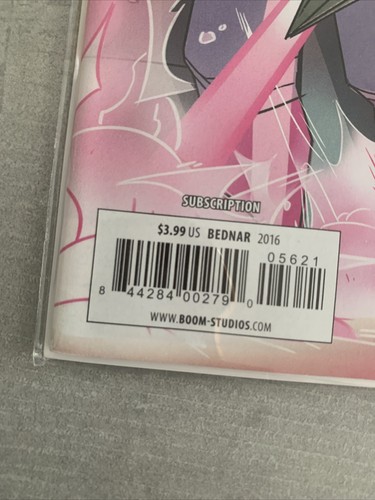 SUBSCRIPTION
$3.99 US BEDNAR 2016
05621
8 44284 00279 0
WWW.BOOM-STUDIOS.COM